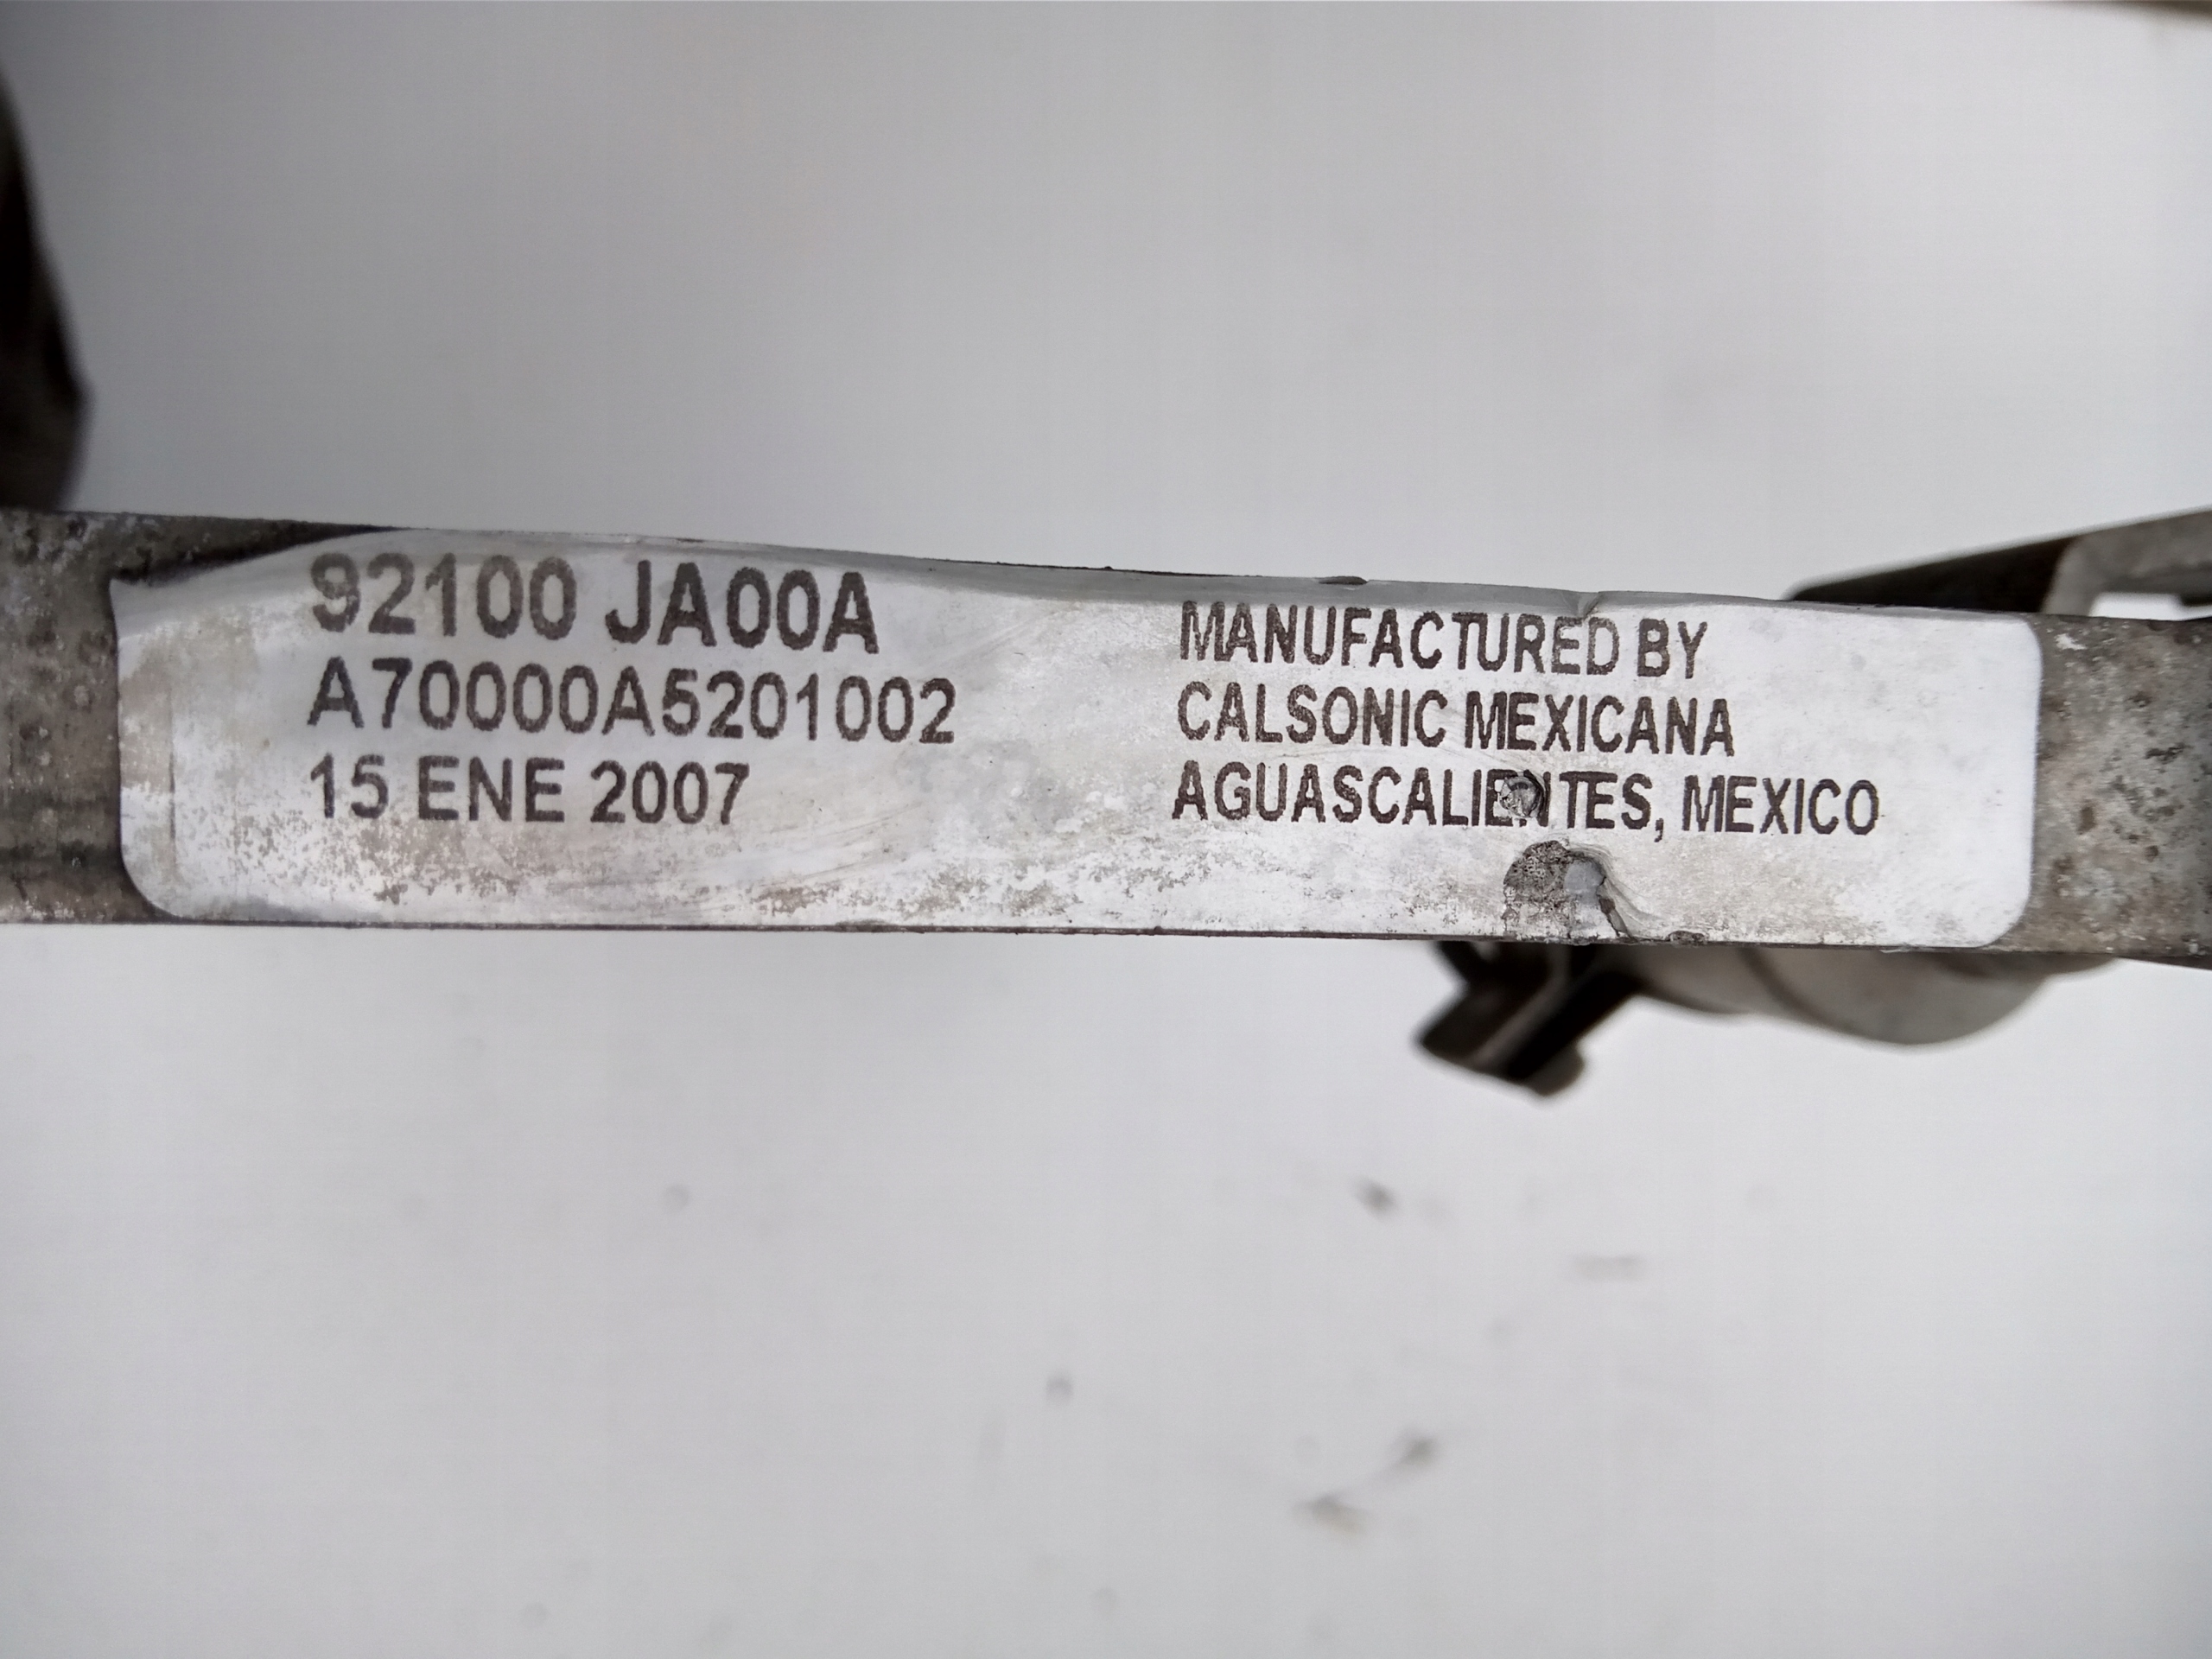 92100 JA00A
A70000A5201002
15 ENE 2007
MANUFACTURED BY
CALSONIC MEXICANA
AGUASCALIENTES, MEXICO